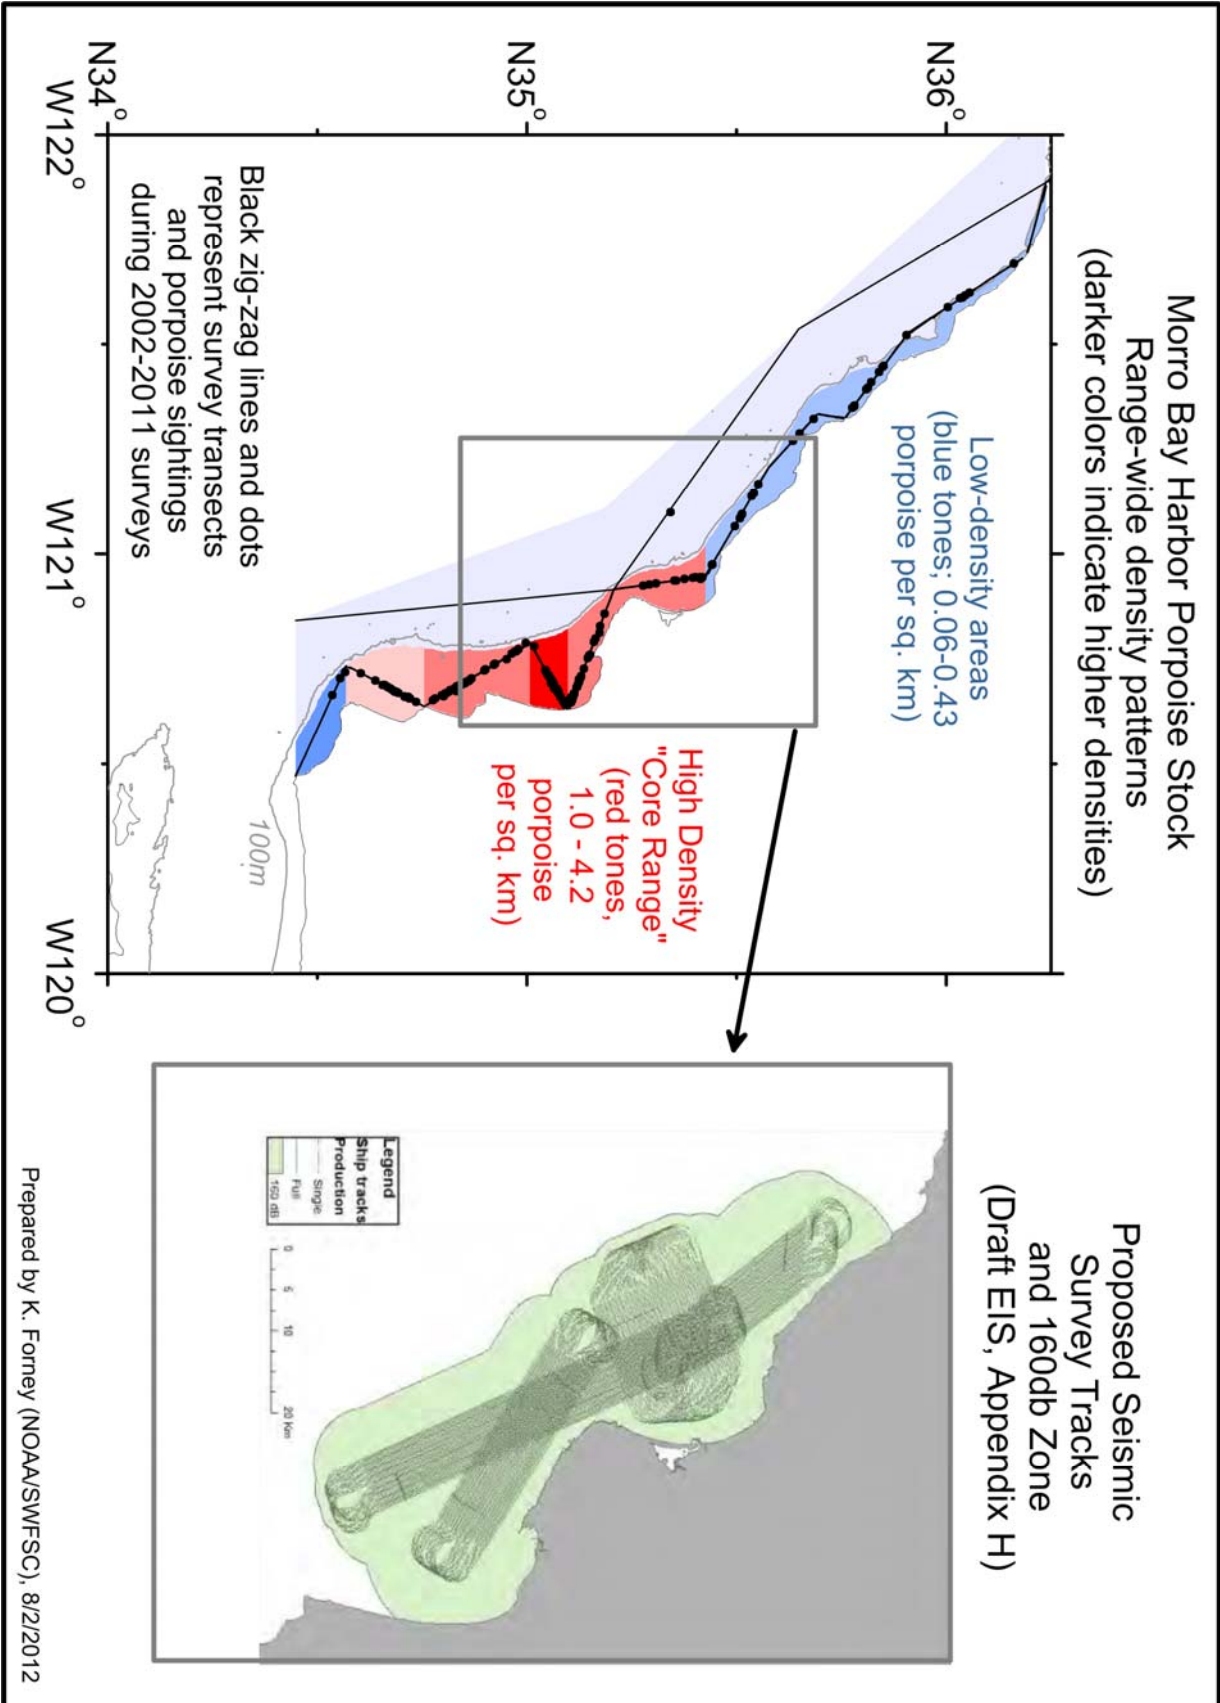 Morro Bay Harbor Porpoise Stock
Range-wide density patterns
(darker colors indicate higher densities)
N36°
N35°
N34°
W122°
W121°
W120°
Low-density areas
(blue tones; 0.06-0.43
porpoise per sq. km)
High Density
"Core Range"
(red tones,
1.0 - 4.2
porpoise
per sq. km)
100m
Black zig-zag lines and dots
represent survey transects
and porpoise sightings
during 2002-2011 surveys
Proposed Seismic
Survey Tracks
and 160db Zone
(Draft EIS, Appendix H)
Legend
Ship tracks
Production
Single
Full
160 dB
0 5 10 20 Km
Prepared by K. Forney (NOAA/SWFSC), 8/2/2012